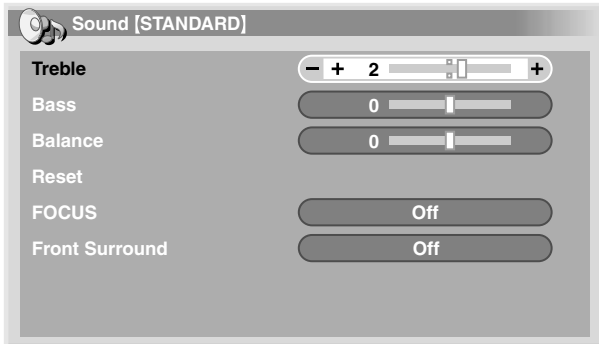 Sound [STANDARD]
Treble − + 2 +
Bass 0
Balance 0
Reset
FOCUS Off
Front Surround Off